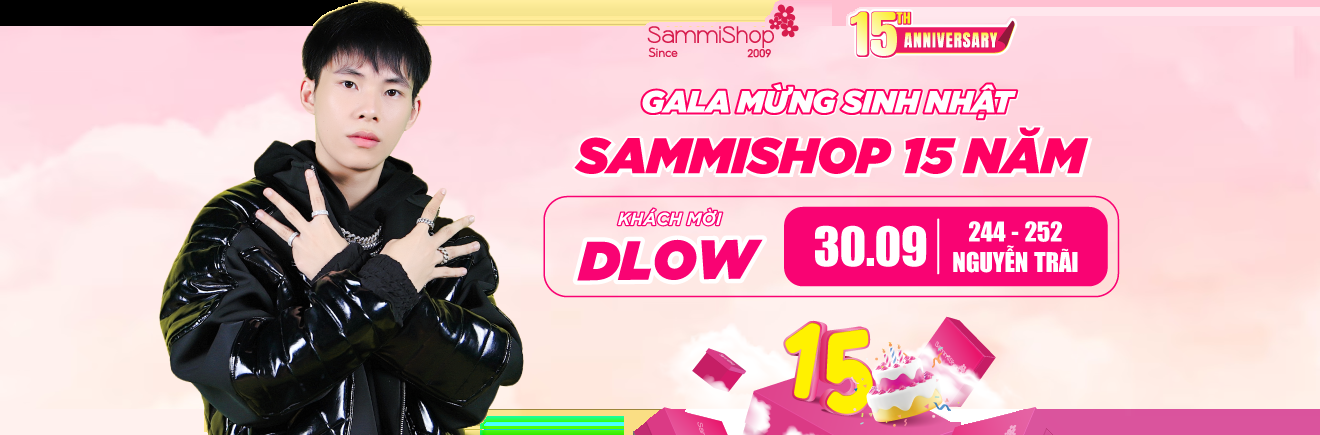 SammiShop
Since 2009
15TH ANNIVERSARY
GALA MỪNG SINH NHẬT
SAMMISHOP 15 NĂM
KHÁCH MỜI
DLOW
30.09
244 - 252
NGUYỄN TRÃI
15